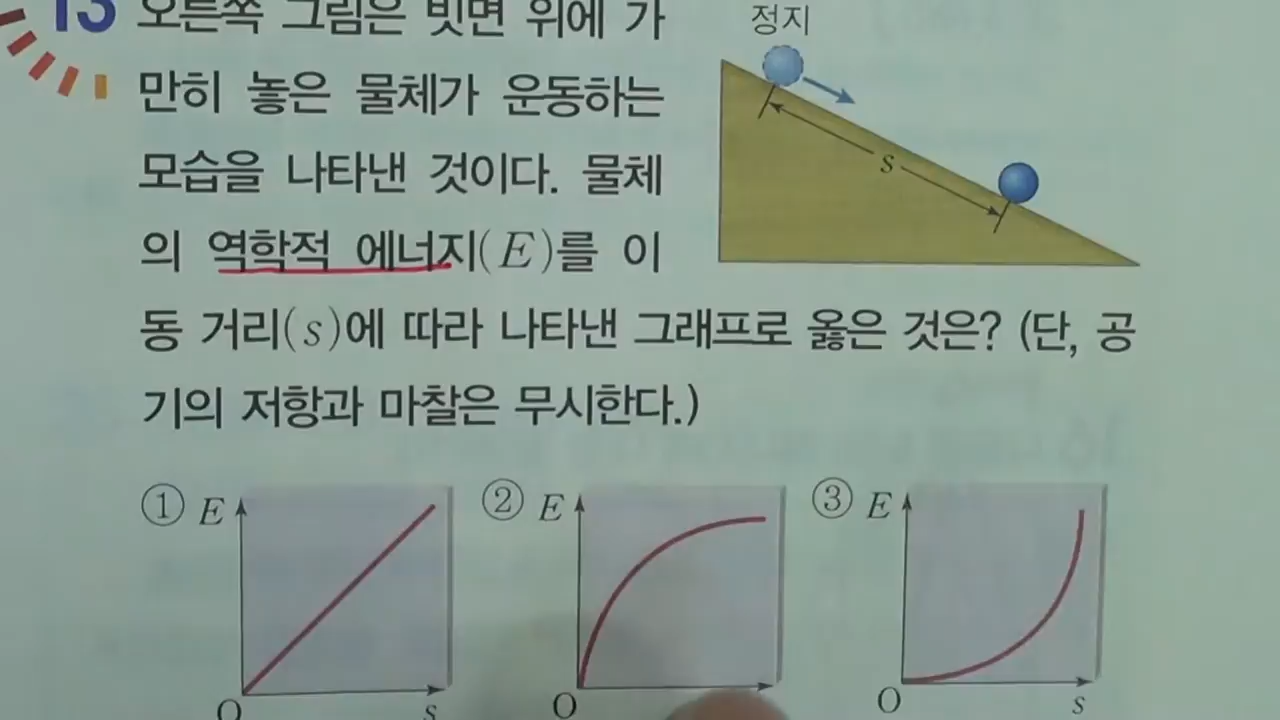 13 오른쪽 그림은 빗면 위에 가
만히 놓은 물체가 운동하는
모습을 나타낸 것이다. 물체
의 역학적 에너지(E)를 이
동 거리(s)에 따라 나타낸 그래프로 옳은 것은? (단, 공
기의 저항과 마찰은 무시한다.)
정지
s
① E
O s
② E
O
③ E
O s